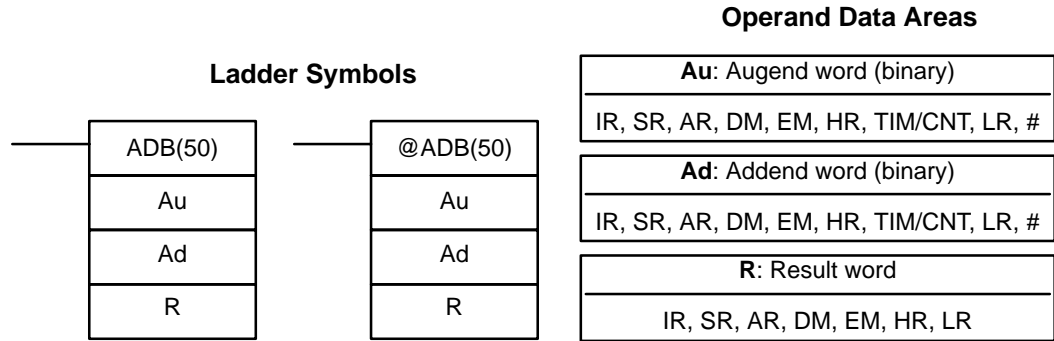 Ladder Symbols
ADB(50)
Au
Ad
R
@ADB(50)
Au
Ad
R
Operand Data Areas
Au: Augend word (binary)
IR, SR, AR, DM, EM, HR, TIM/CNT, LR, #
Ad: Addend word (binary)
IR, SR, AR, DM, EM, HR, TIM/CNT, LR, #
R: Result word
IR, SR, AR, DM, EM, HR, LR